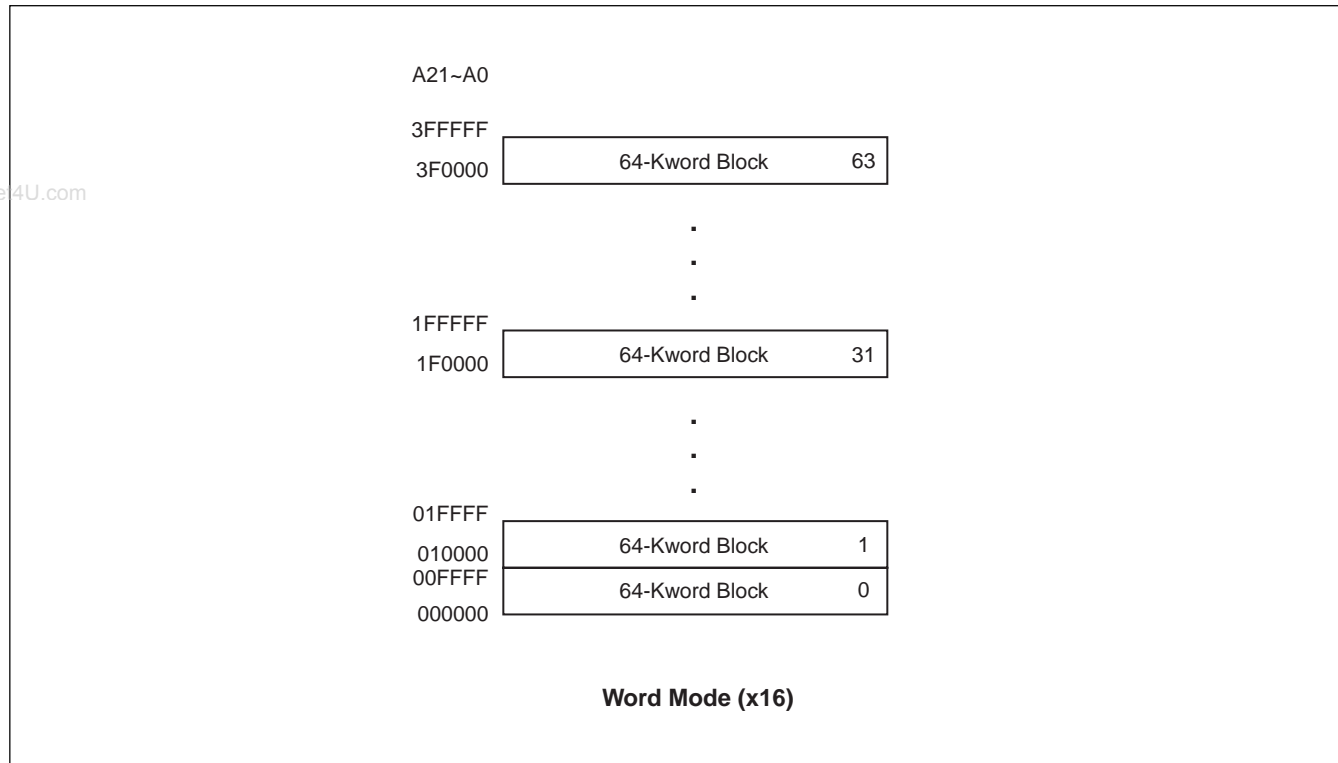 A21~A0
3FFFFF
64-Kword Block 63
3F0000
et4U.com
1FFFFF
64-Kword Block 31
1F0000
01FFFF
64-Kword Block 1
010000
00FFFF
64-Kword Block 0
000000
Word Mode (x16)